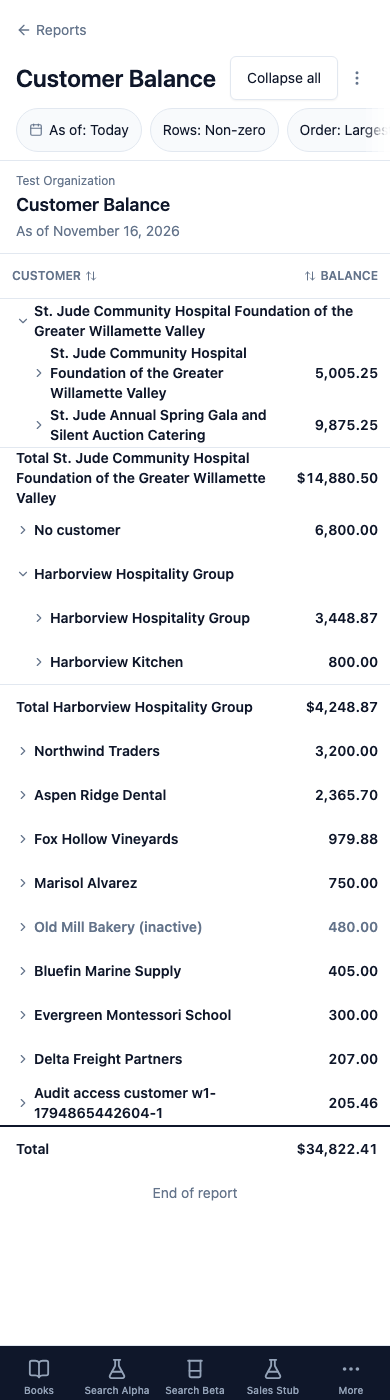 Reports
Customer Balance
Collapse all
As of: Today
Rows: Non-zero
Order: Larges
Test Organization
Customer Balance
As of November 16, 2026
CUSTOMER
BALANCE
St. Jude Community Hospital Foundation of the
Greater Willamette Valley
St. Jude Community Hospital
Foundation of the Greater
Willamette Valley
5,005.25
St. Jude Annual Spring Gala and
Silent Auction Catering
9,875.25
Total St. Jude Community Hospital
Foundation of the Greater Willamette
Valley
$14,880.50
No customer 6,800.00
Harborview Hospitality Group
Harborview Hospitality Group 3,448.87
Harborview Kitchen 800.00
Total Harborview Hospitality Group $4,248.87
Northwind Traders 3,200.00
Aspen Ridge Dental 2,365.70
Fox Hollow Vineyards 979.88
Marisol Alvarez 750.00
Old Mill Bakery (inactive) 480.00
Bluefin Marine Supply 405.00
Evergreen Montessori School 300.00
Delta Freight Partners 207.00
Audit access customer w1-
1794865442604-1
205.46
Total $34,822.41
End of report
Books
Search Alpha
Search Beta
Sales Stub
More